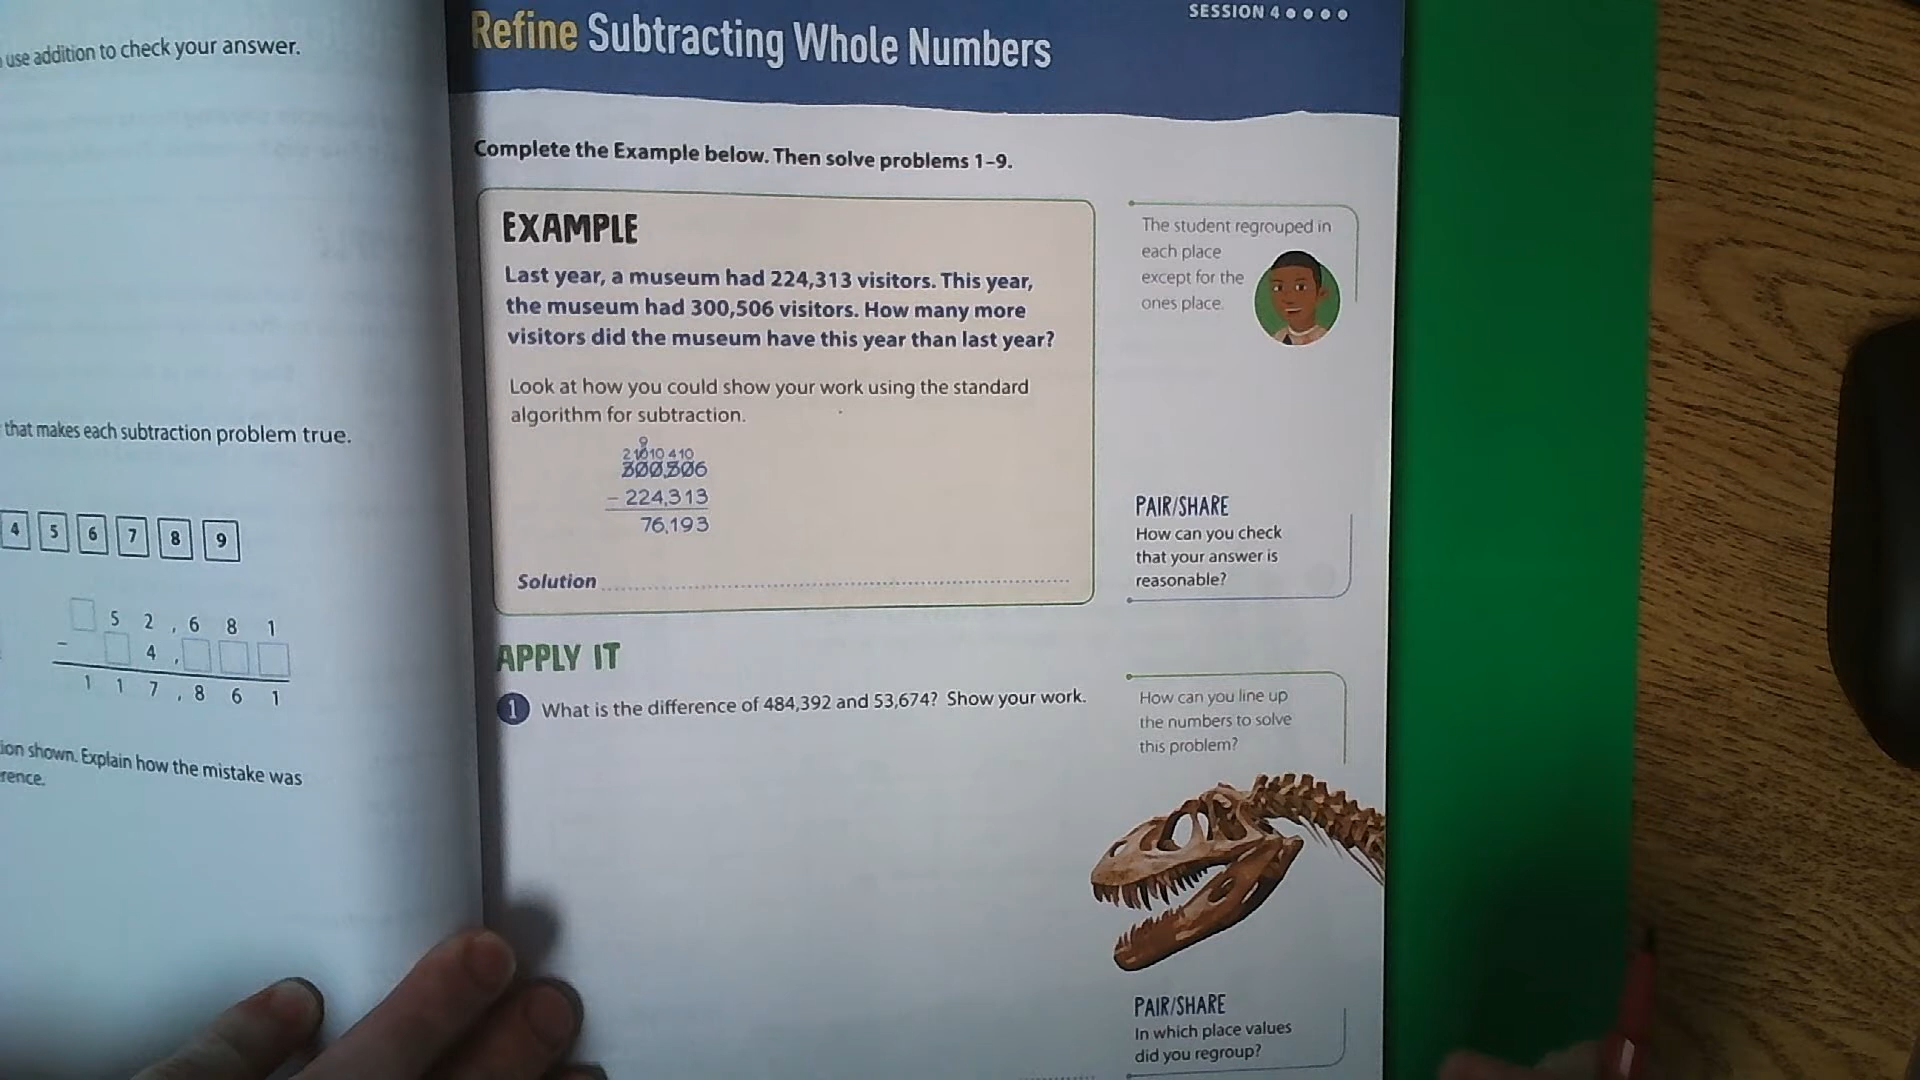 use addition to check your answer.
that makes each subtraction problem true.
4 5 6 7 8 9
5 2 , 6 8 1
− 4 ,
1 1 7 , 8 6 1
ion shown. Explain how the mistake was
rence.
SESSION 4
Refine Subtracting Whole Numbers
Complete the Example below. Then solve problems 1–9.
EXAMPLE
Last year, a museum had 224,313 visitors. This year,
the museum had 300,506 visitors. How many more
visitors did the museum have this year than last year?
Look at how you could show your work using the standard
algorithm for subtraction.
9
2 10 10 4 10
300,506
− 224,313
76,193
Solution
The student regrouped in
each place
except for the
ones place.
PAIR/SHARE
How can you check
that your answer is
reasonable?
APPLY IT
1 What is the difference of 484,392 and 53,674? Show your work.
How can you line up
the numbers to solve
this problem?
PAIR/SHARE
In which place values
did you regroup?